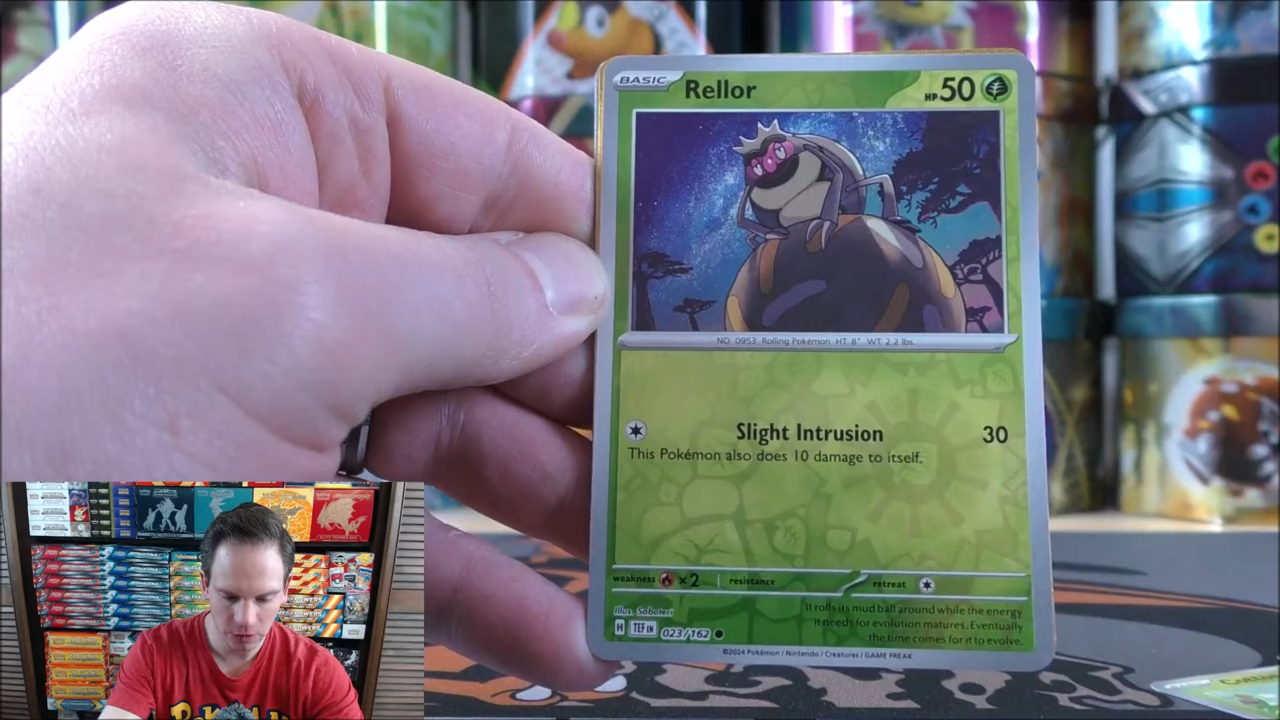 BASIC Rellor HP 50
NO. 0953 Rolling Pokémon HT: 8" WT: 2.2 lbs.
Slight Intrusion 30
This Pokémon also does 10 damage to itself.
weakness ×2 resistance retreat
Illus. Saboteri
It rolls its mud ball around while the energy
it needs for evolution matures. Eventually
the time comes for it to evolve.
H TEF EN 023/162
©2024 Pokémon / Nintendo / Creatures / GAME FREAK